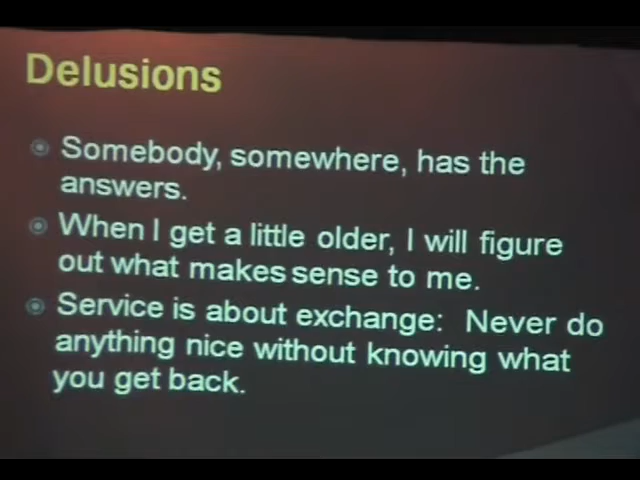 Delusions
Somebody, somewhere, has the
answers.
When I get a little older, I will figure
out what makes sense to me.
Service is about exchange:  Never do
anything nice without knowing what
you get back.